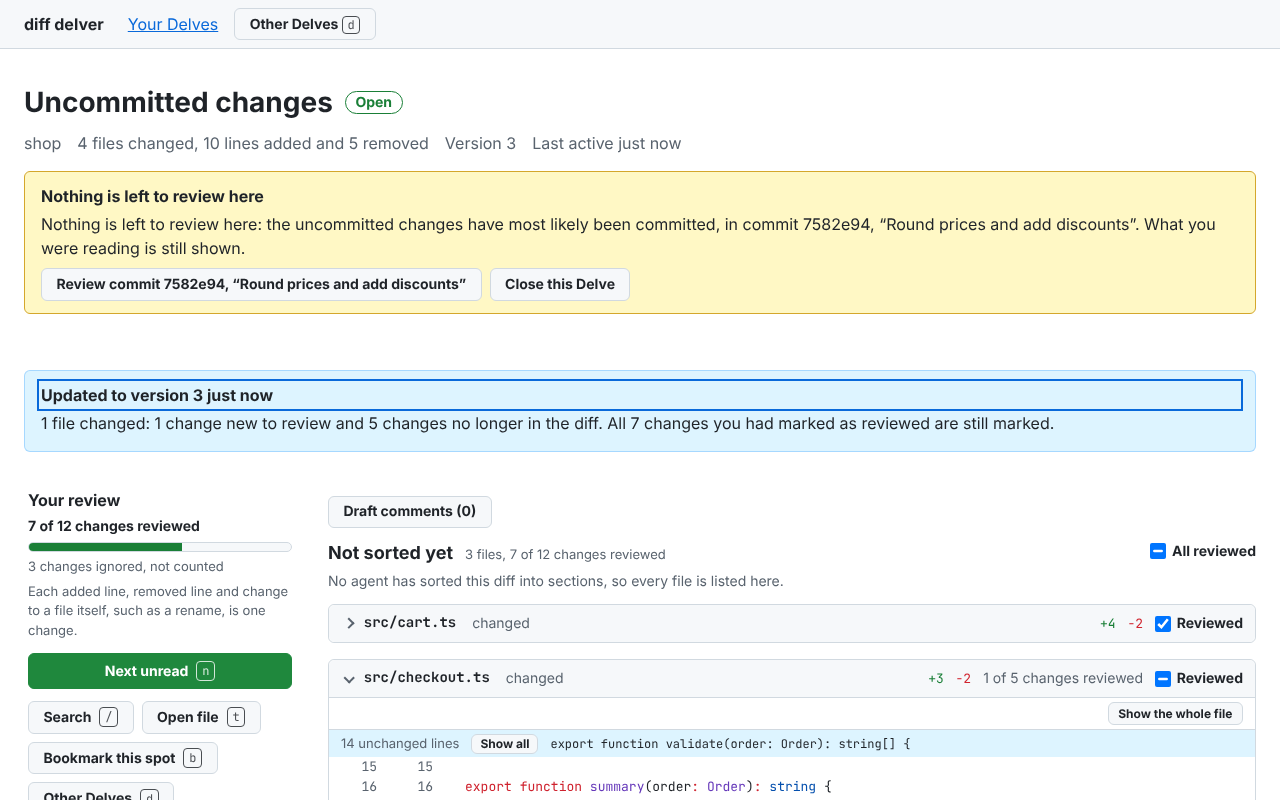 diff delver Your Delves Other Delves d
Uncommitted changes Open
shop 4 files changed, 10 lines added and 5 removed Version 3 Last active just now
Nothing is left to review here
Nothing is left to review here: the uncommitted changes have most likely been committed, in commit 7582e94, “Round prices and add discounts”. What you
were reading is still shown.
Review commit 7582e94, “Round prices and add discounts” Close this Delve
Updated to version 3 just now
1 file changed: 1 change new to review and 5 changes no longer in the diff. All 7 changes you had marked as reviewed are still marked.
Your review
7 of 12 changes reviewed
3 changes ignored, not counted
Each added line, removed line and change
to a file itself, such as a rename, is one
change.
Next unread n
Search / Open file t
Bookmark this spot b
Other Delves d
Draft comments (0)
Not sorted yet 3 files, 7 of 12 changes reviewed All reviewed
No agent has sorted this diff into sections, so every file is listed here.
src/cart.ts changed +4 -2 Reviewed
src/checkout.ts changed +3 -2 1 of 5 changes reviewed Reviewed
Show the whole file
14 unchanged lines Show all export function validate(order: Order): string[] {
15 15
16 16 export function summary(order: Order): string {